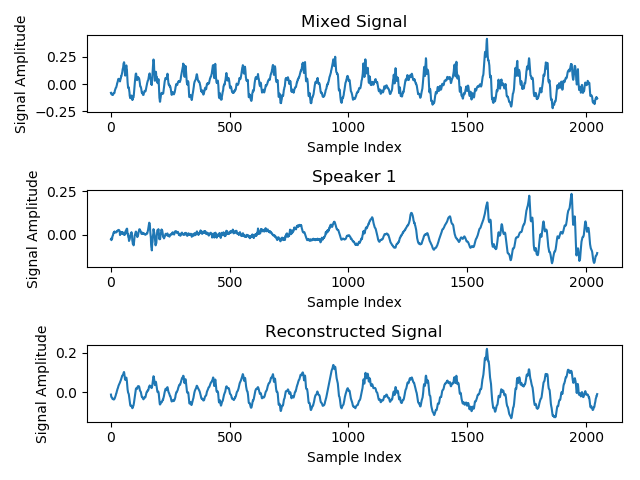 Mixed Signal
Signal Amplitude
0.25
0.00
−0.25
0 500 1000 1500 2000
Sample Index
Speaker 1
Signal Amplitude
0.25
0.00
0 500 1000 1500 2000
Sample Index
Reconstructed Signal
Signal Amplitude
0.2
0.0
0 500 1000 1500 2000
Sample Index